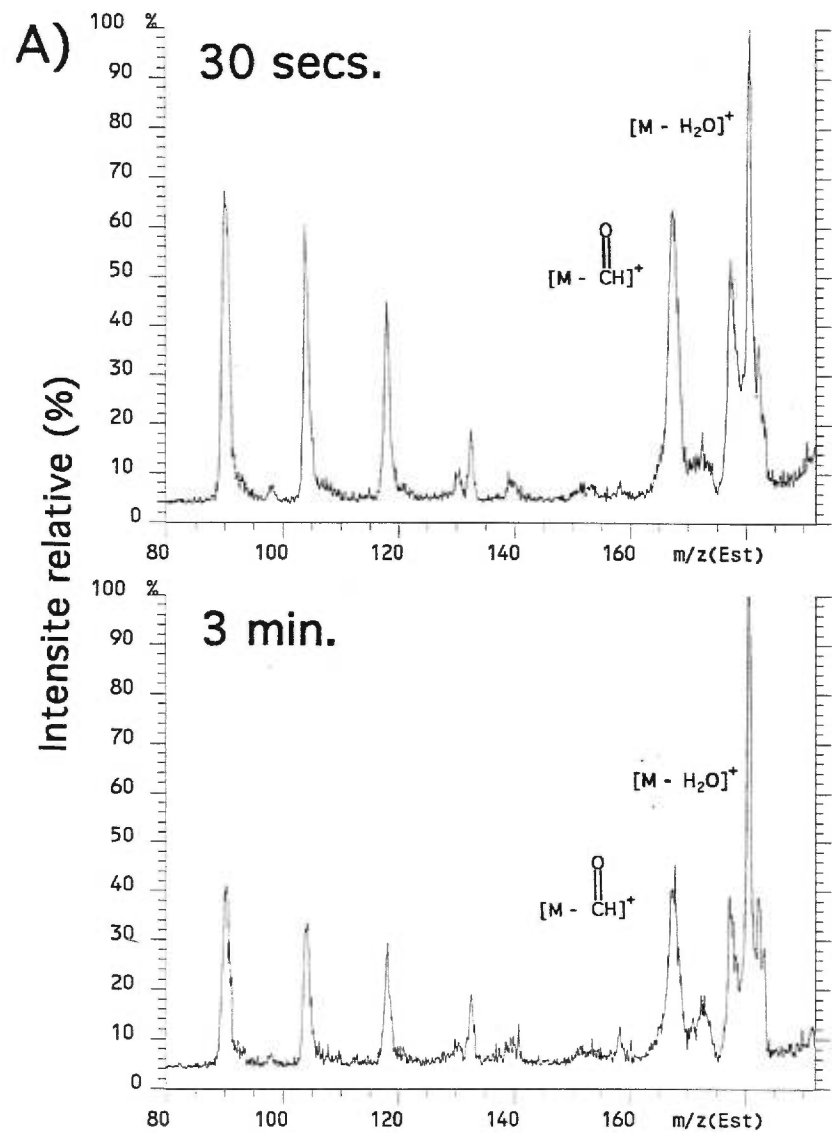 A)
30 secs.
100 %
90
80
70
60
50
40
30
20
10
0
[M - H₂O]⁺
O
[M - CH]⁺
80 100 120 140 160 m/z(Est)
Intensite relative (%)
3 min.
100 %
90
80
70
60
50
40
30
20
10
0
[M - H₂O]⁺
O
[M - CH]⁺
80 100 120 140 160 m/z(Est)